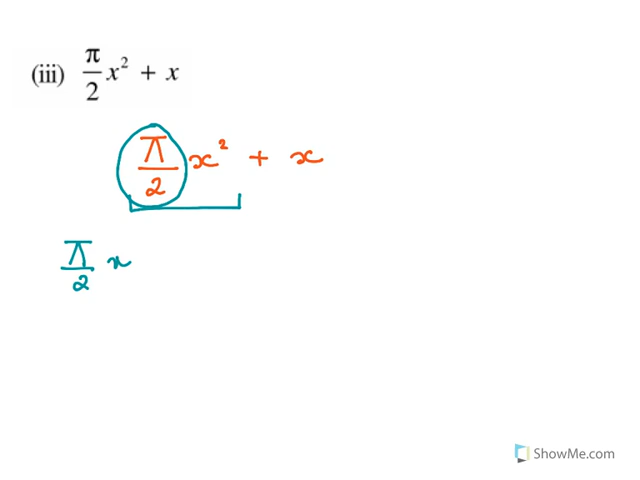 (iii) π/2 x² + x
π/2 x² + x
π/2 x
ShowMe.com